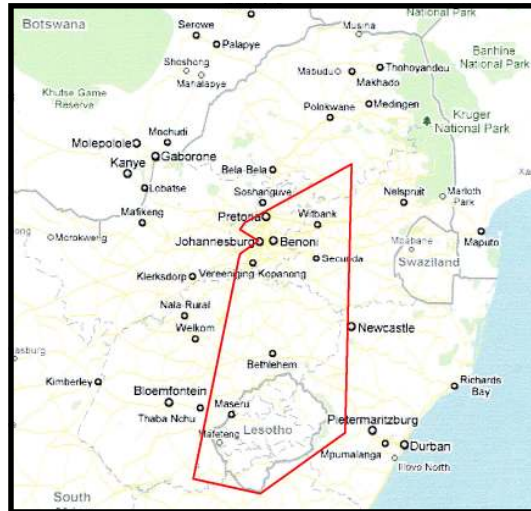 Botswana
Serowe
Palapye
Musina
National Park
Shoshong
Mahalapye
Thohoyandou
Makhado
Banhine
National Park
Khutse Game
Reserve
Medingen
Polokwane
Kruger
National Park
Molepolole
Mochudi
Gaborone
Kanye
Lobatse
Bela-Bela
Soshanguve
Nelspruit
Marloth
Park
Mafikeng
Pretoria
Witbank
Maputo
Mmorokweng
Johannesburg
Benoni
Mbabane
Swaziland
Secunda
Vereeniging Kopanong
Klerksdorp
Nala Rural
Welkom
Newcastle
Bethlehem
Kimberley
Bloemfontein
Maseru
Thaba Nchu
Richards
Bay
Mafeteng
Lesotho
Pietermaritzburg
Durban
Mpumalanga
Illovo North
South